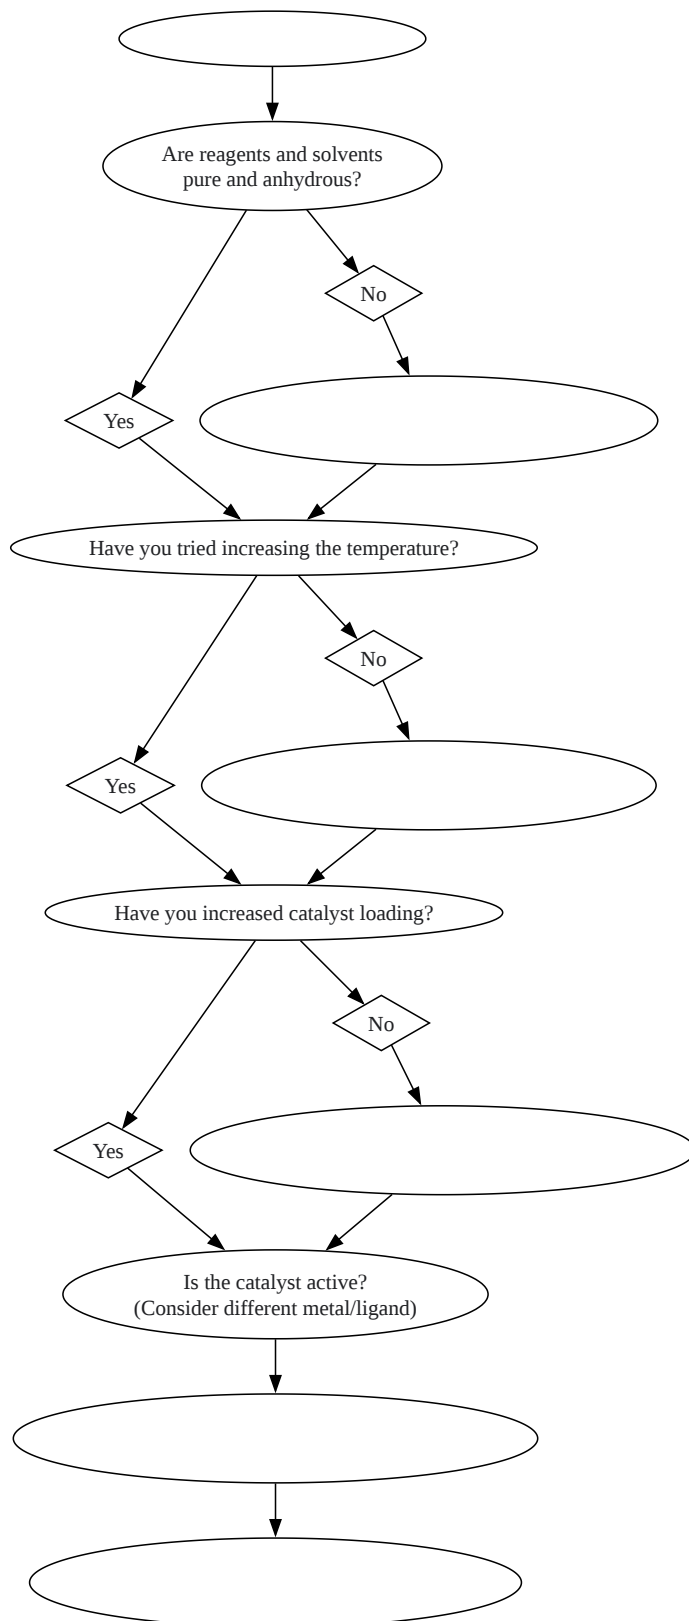 Are reagents and solvents
pure and anhydrous?
No
Yes
Have you tried increasing the temperature?
No
Yes
Have you increased catalyst loading?
No
Yes
Is the catalyst active?
(Consider different metal/ligand)